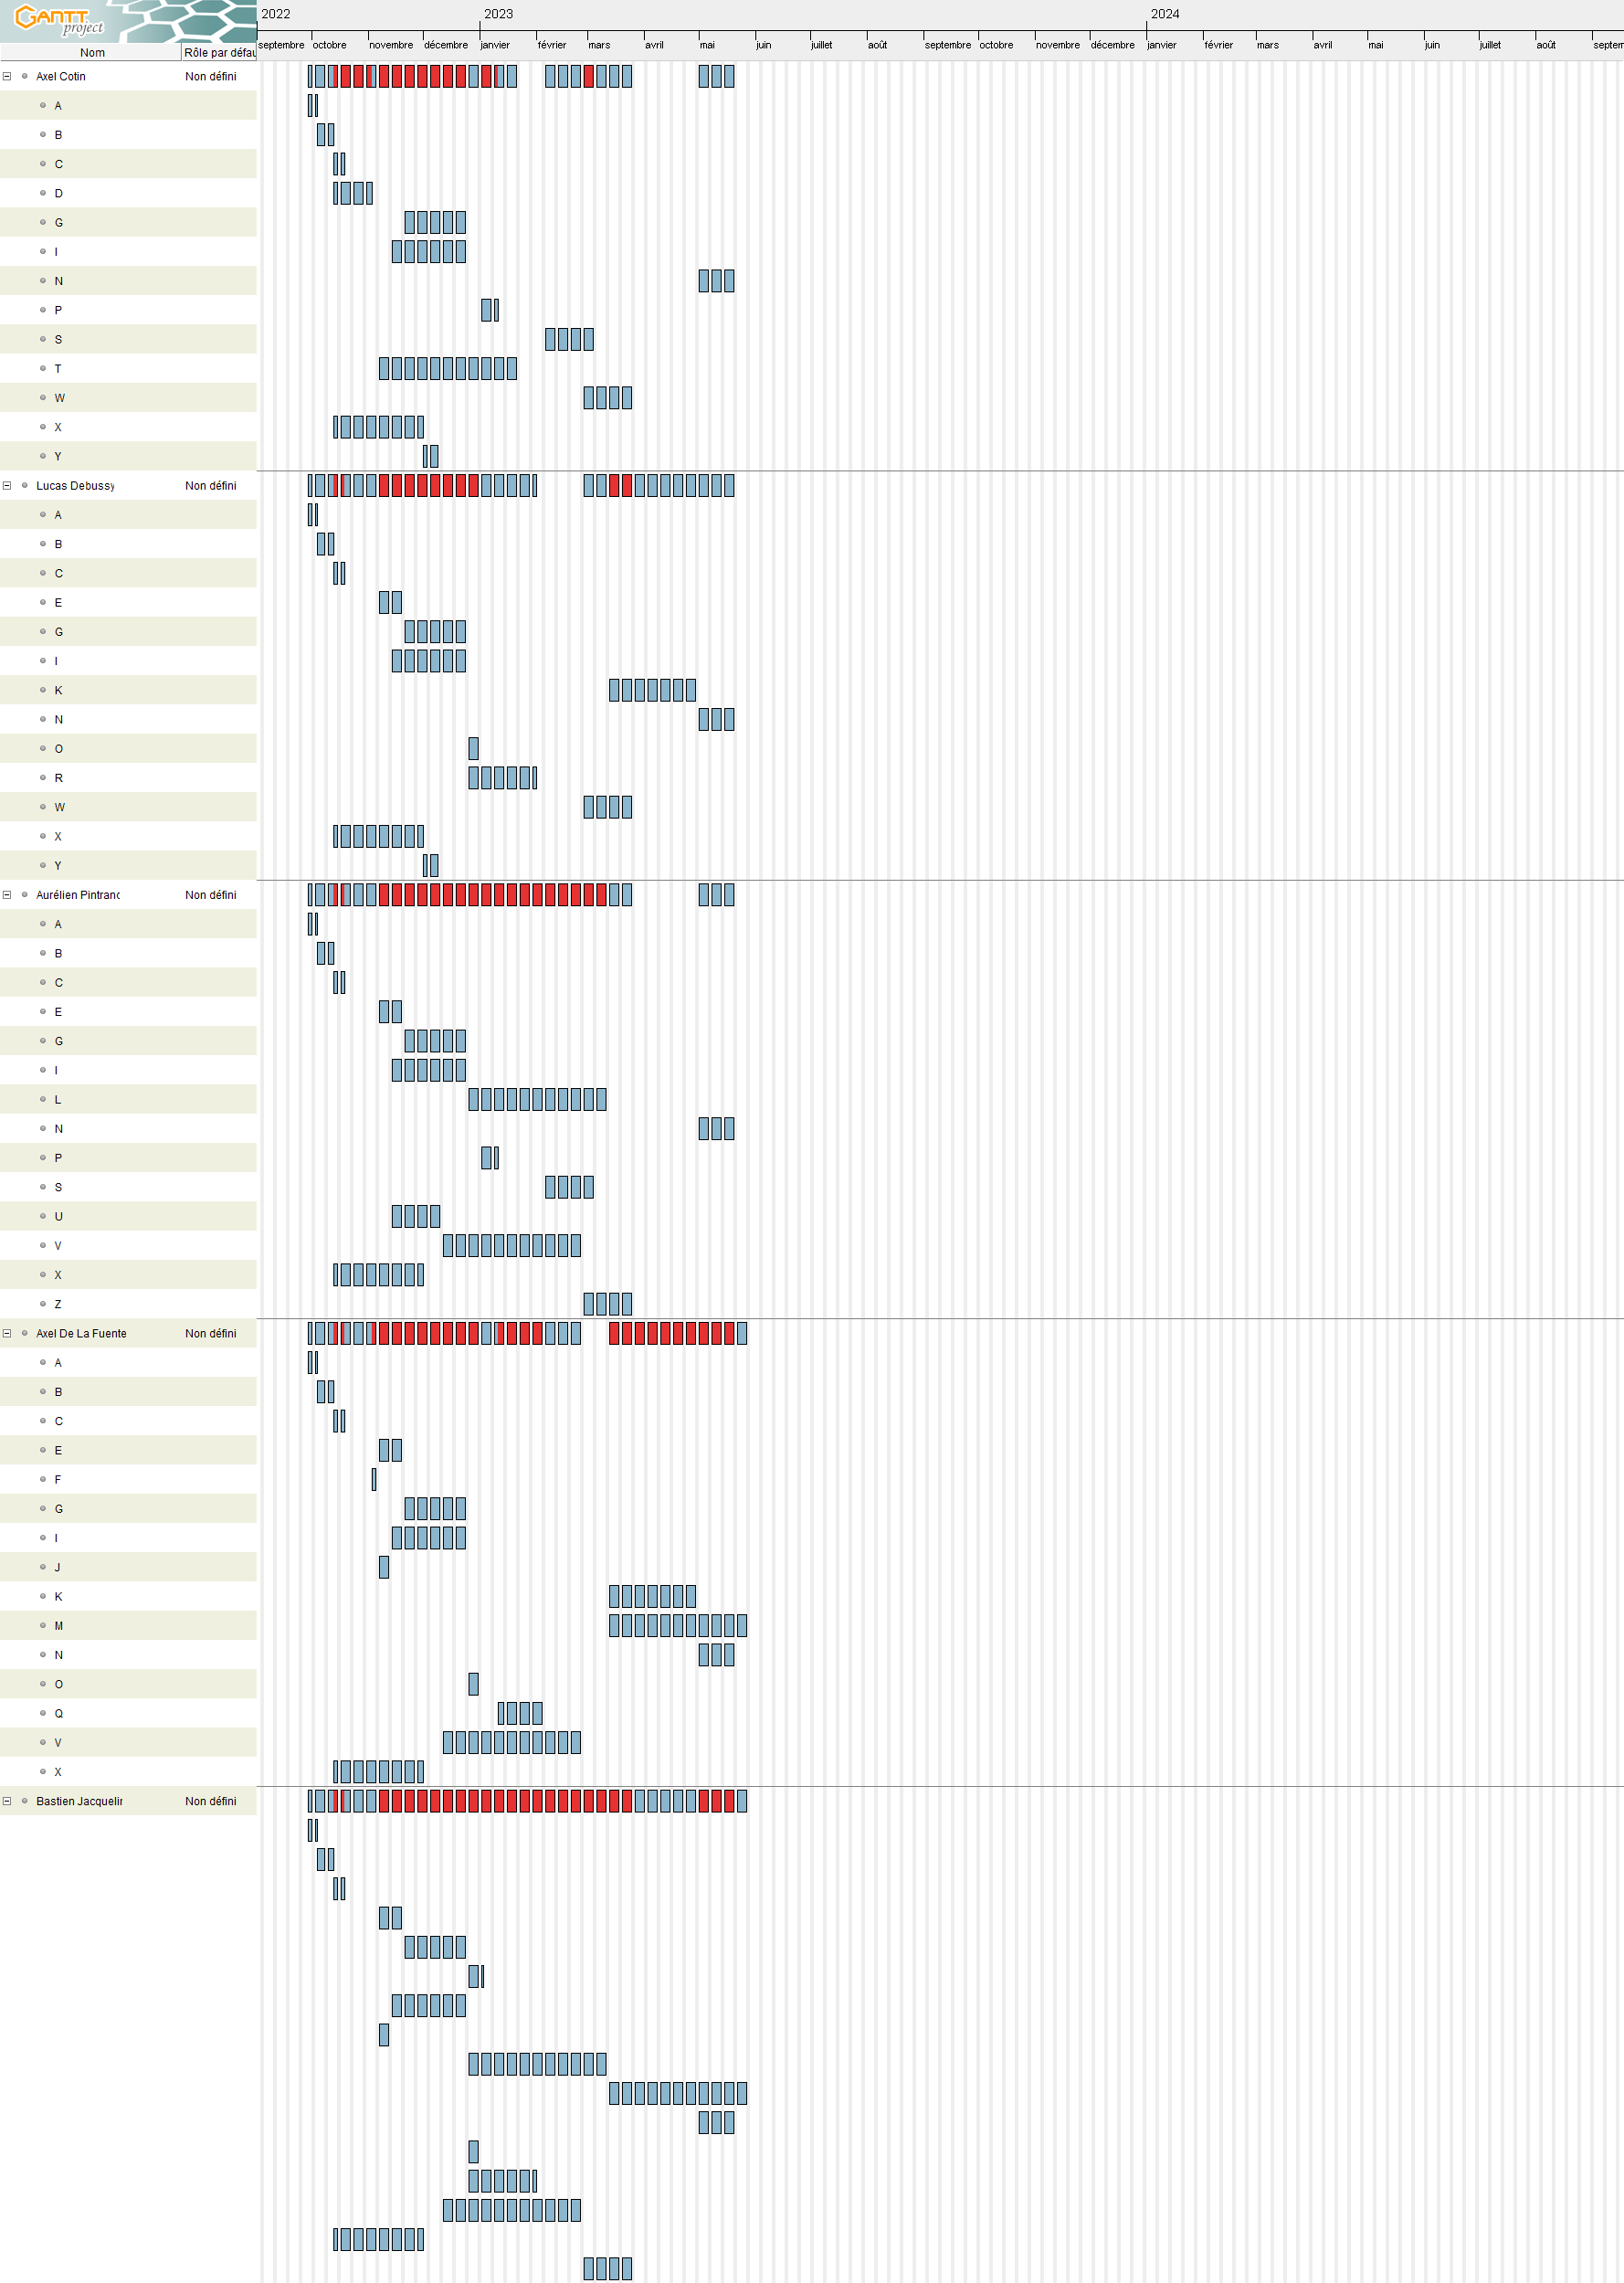 GANTT
project
2022 2023 2024
septembre octobre novembre décembre janvier février mars avril mai juin juillet août septembre octobre novembre décembre janvier février mars avril mai juin juillet août septem
Nom Rôle par défau
Axel Cotin Non défini
A
B
C
D
G
I
N
P
S
T
W
X
Y
Lucas Debussy Non défini
A
B
C
E
G
I
K
N
O
R
W
X
Y
Aurélien Pintranc Non défini
A
B
C
E
G
I
L
N
P
S
U
V
X
Z
Axel De La Fuente Non défini
A
B
C
E
F
G
I
J
K
M
N
O
Q
V
X
Bastien Jacquelin Non défini